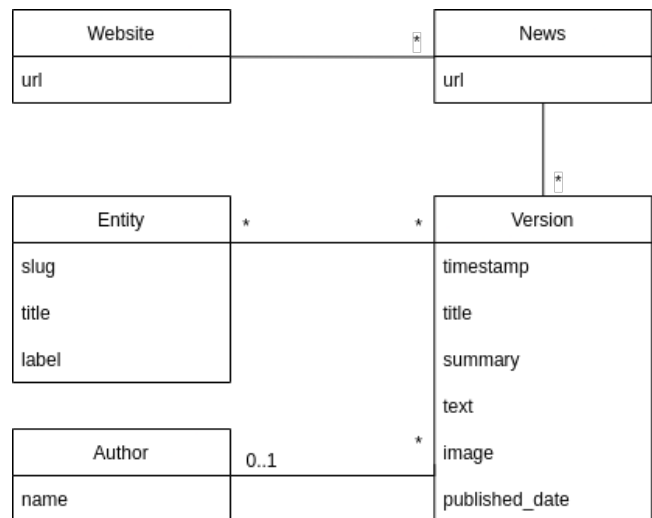 Website
*
News
url
url
*
Entity
*
*
Version
slug
timestamp
title
title
label
summary
text
Author
0..1
*
image
name
published_date